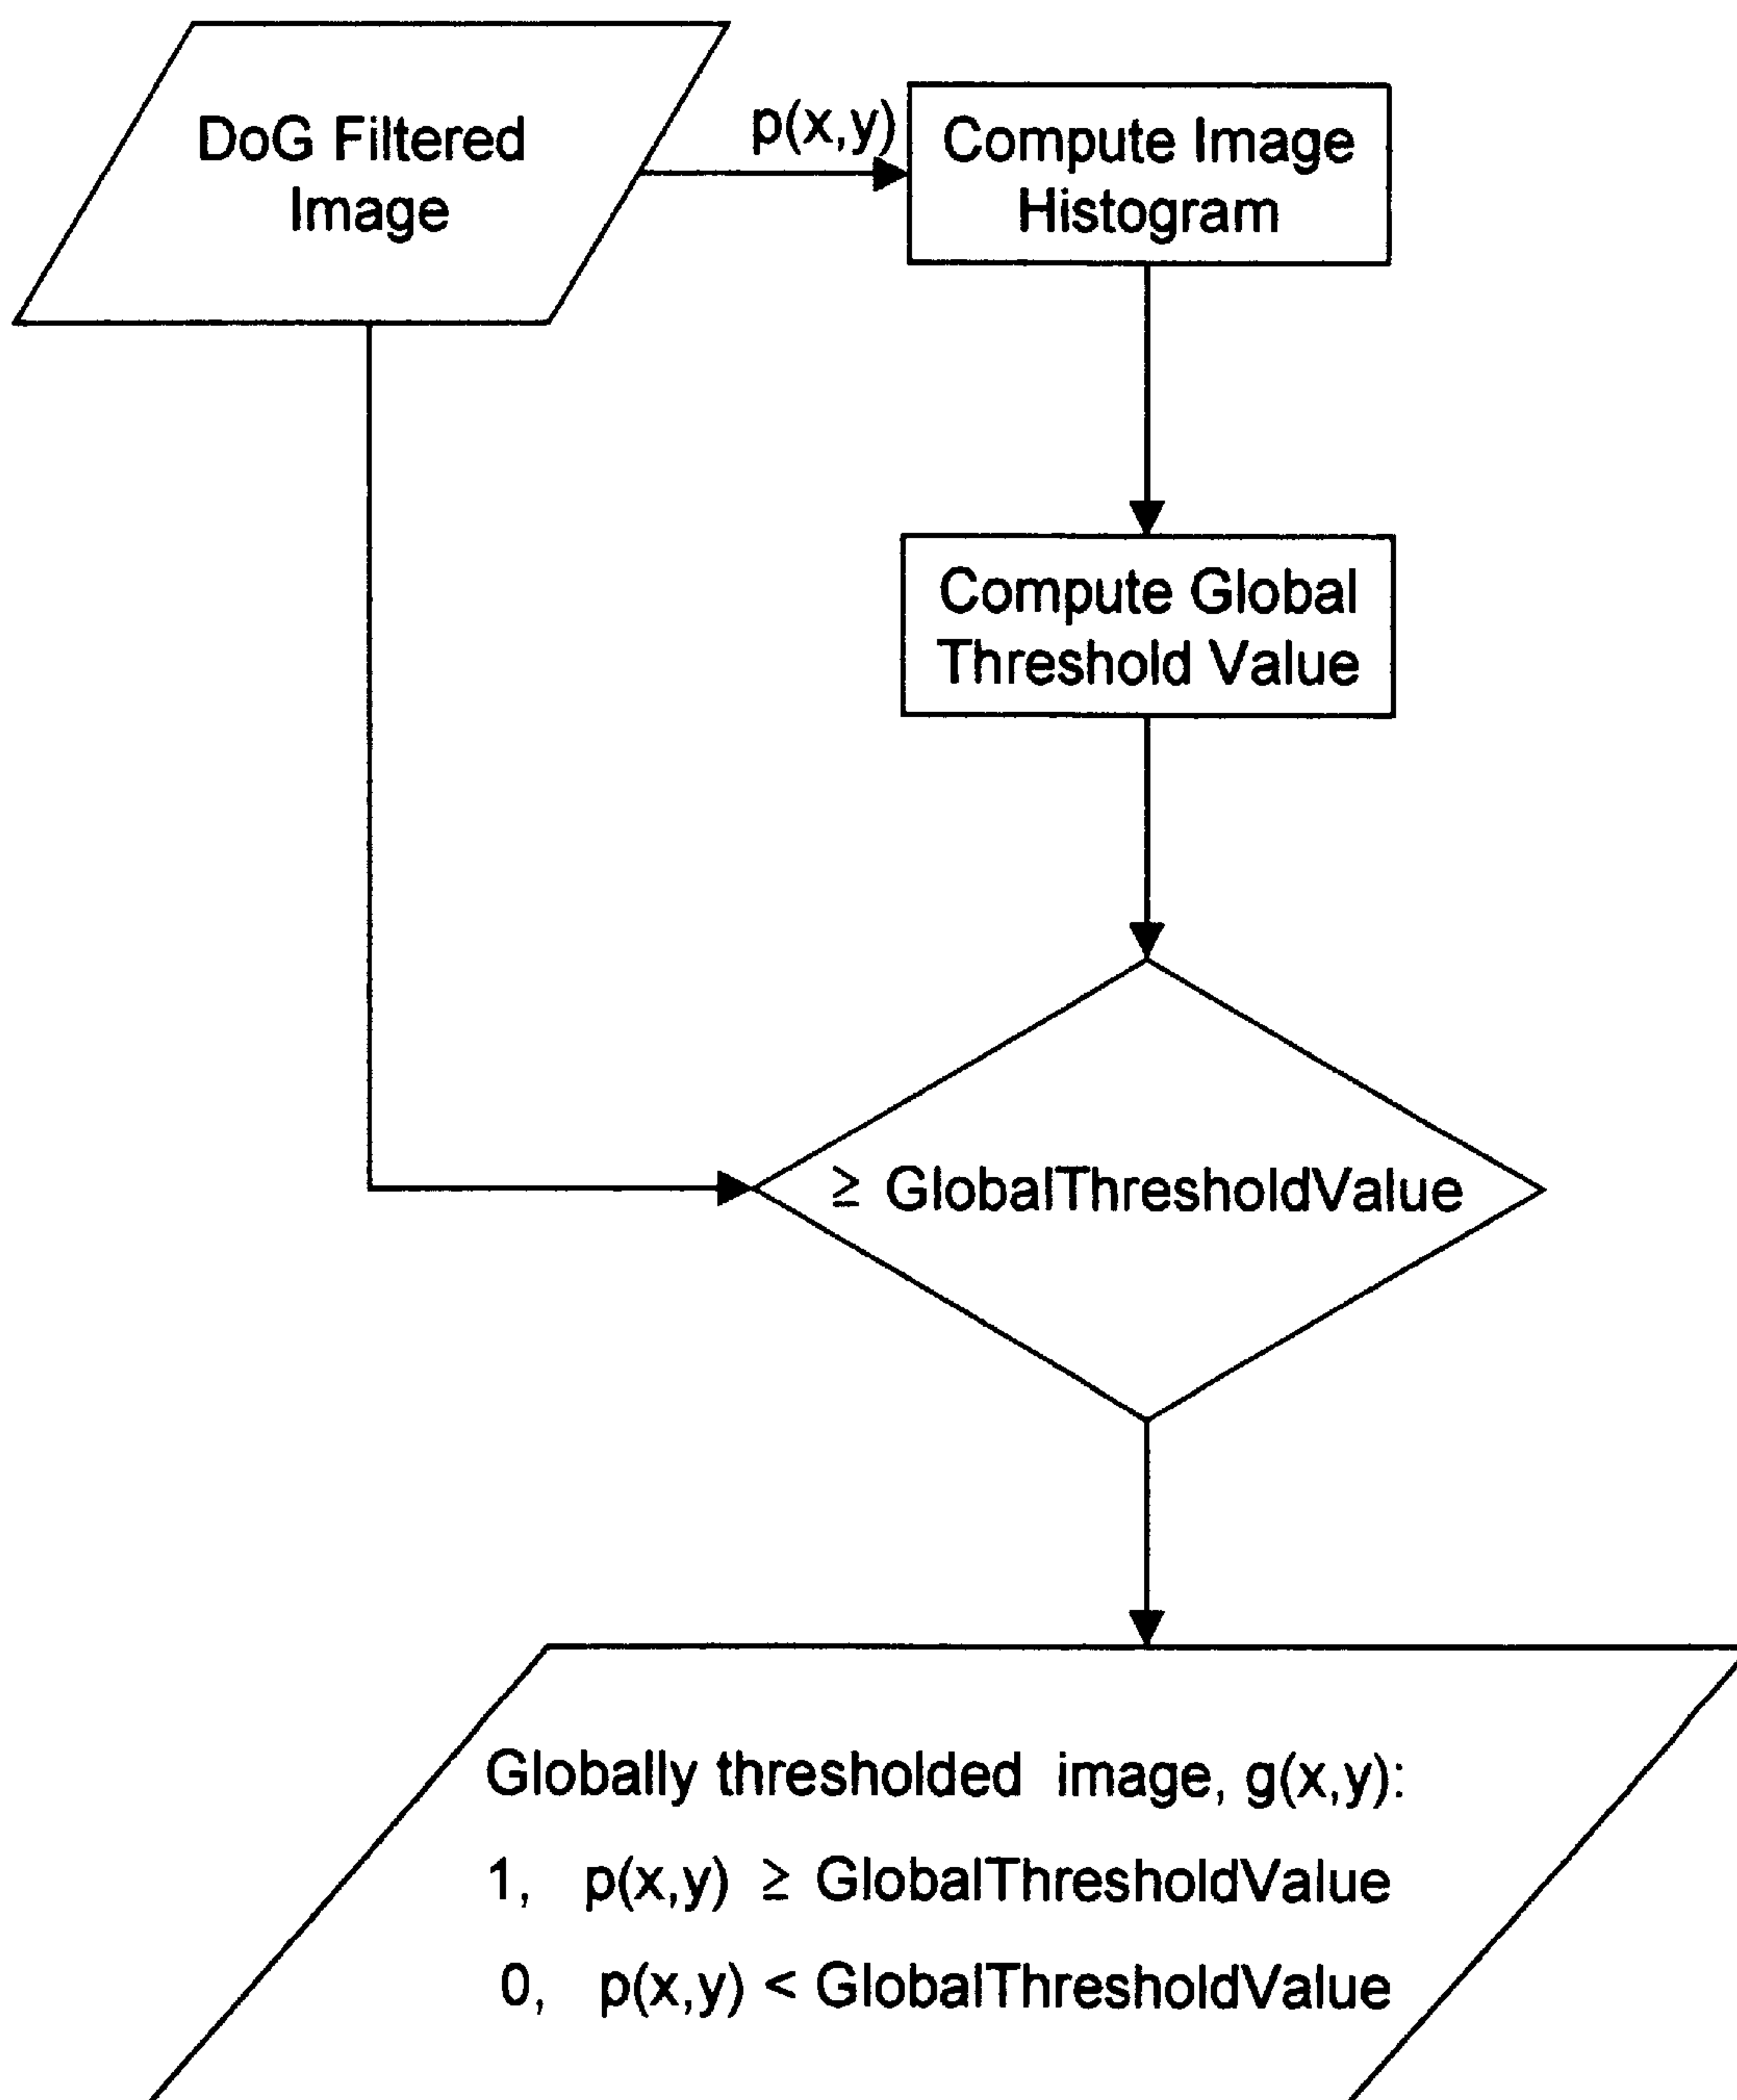 DoG Filtered
Image
p(x,y)
Compute Image
Histogram
Compute Global
Threshold Value
≥ GlobalThresholdValue
Globally thresholded image, g(x,y):
1, p(x,y) ≥ GlobalThresholdValue
0, p(x,y) < GlobalThresholdValue